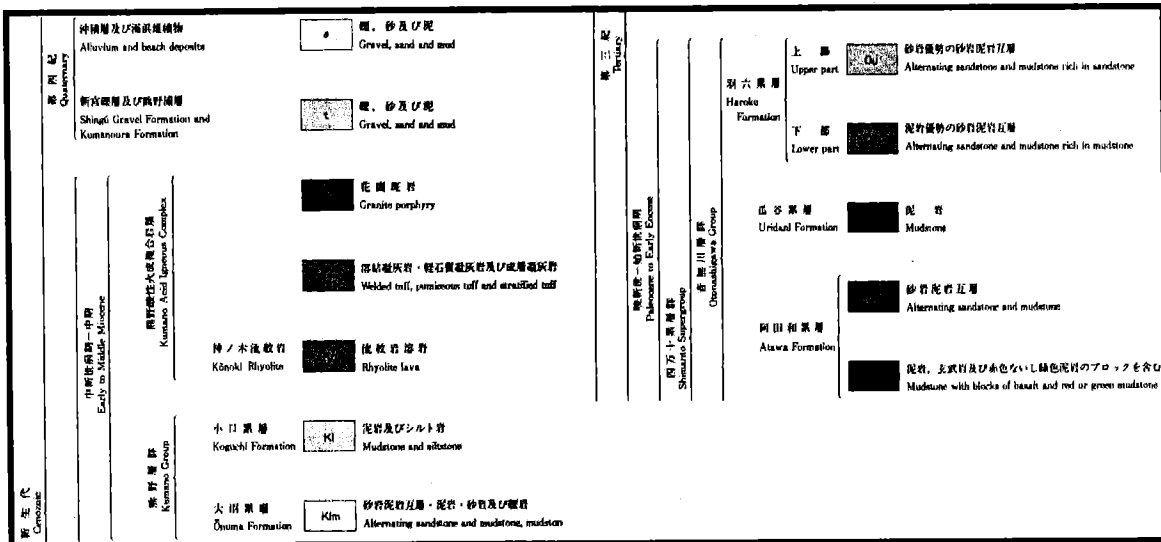 新生代
Cenozoic
第四紀
Quaternary
沖積層及び海浜堆積物
Alluvium and beach deposits
a
礫，砂及び泥
Gravel, sand and mud
新宮礫層及び熊野浦層
Shingū Gravel Formation and
Kumanoura Formation
t
礫，砂及び泥
Gravel, sand and mud
中新世前期－中期
Early to Middle Miocene
熊野酸性火成複合岩類
Kumano Acid Igneous Complex
花崗斑岩
Granite porphyry
溶結凝灰岩・軽石質凝灰岩及び成層凝灰岩
Welded tuff, pumiceous tuff and stratified tuff
神ノ木流紋岩
Kōnoki Rhyolite
流紋岩溶岩
Rhyolite lava
熊野層群
Kumano Group
小口累層
Koguchi Formation
Kl
泥岩及びシルト岩
Mudstone and siltstone
大沼累層
Ōnuma Formation
Klm
砂岩泥岩互層・泥岩・砂岩及び礫岩
Alternating sandstone and mudstone, mudston
第三紀
Tertiary
暁新世－始新世前期
Paleocene to Early Eocene
四万十累層群
Shimanto Supergroup
音無川層群
Otonashigawa Group
羽六累層
Haroku
Formation
上部
Upper part
砂岩優勢の砂岩泥岩互層
Alternating sandstone and mudstone rich in sandstone
下部
Lower part
泥岩優勢の砂岩泥岩互層
Alternating sandstone and mudstone rich in mudstone
瓜谷累層
Uridani Formation
泥岩
Mudstone
阿田和累層
Atawa Formation
砂岩泥岩互層
Alternating sandstone and mudstone
泥岩，玄武岩及び赤色ないし緑色泥岩のブロックを含む
Mudstone with blocks of basalt and red or green mudstone